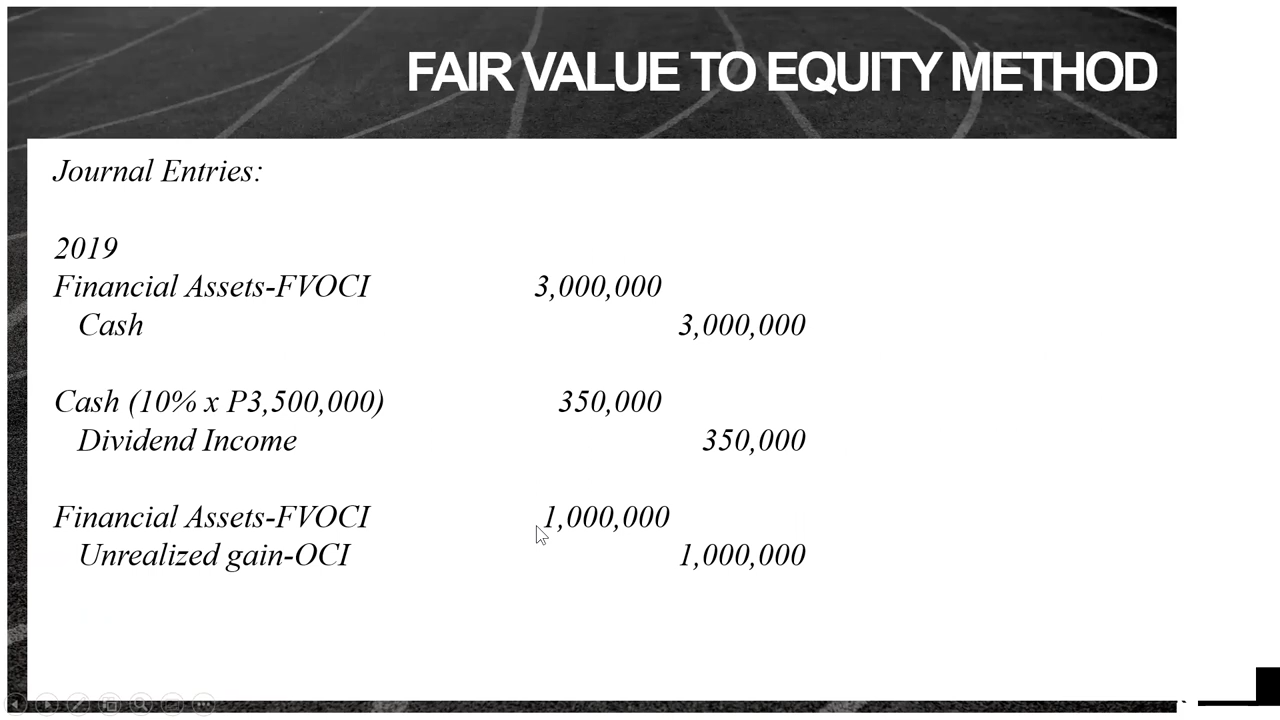 FAIR VALUE TO EQUITY METHOD
Journal Entries:
2019
Financial Assets-FVOCI 3,000,000
Cash 3,000,000
Cash (10% x P3,500,000) 350,000
Dividend Income 350,000
Financial Assets-FVOCI 1,000,000
Unrealized gain-OCI 1,000,000